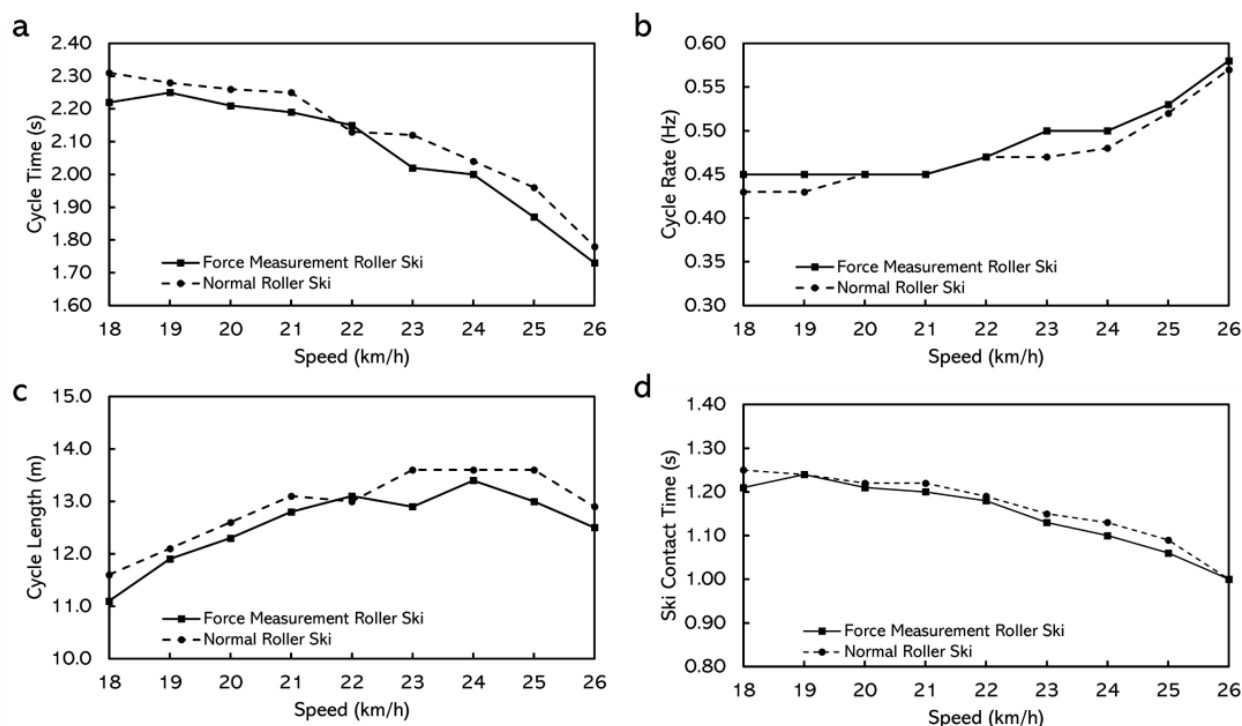 a
2.40
2.30
2.20
2.10
2.00
1.90
1.80
1.70
1.60
Cycle Time (s)
Force Measurement Roller Ski
Normal Roller Ski
18 19 20 21 22 23 24 25 26
Speed (km/h)
b
0.60
0.55
0.50
0.45
0.40
0.35
0.30
Cycle Rate (Hz)
Force Measurement Roller Ski
Normal Roller Ski
18 19 20 21 22 23 24 25 26
Speed (km/h)
c
15.0
14.0
13.0
12.0
11.0
10.0
Cycle Length (m)
Force Measurement Roller Ski
Normal Roller Ski
18 19 20 21 22 23 24 25 26
Speed (km/h)
d
1.40
1.30
1.20
1.10
1.00
0.90
0.80
Ski Contact Time (s)
Force Measurement Roller Ski
Normal Roller Ski
18 19 20 21 22 23 24 25 26
Speed (km/h)